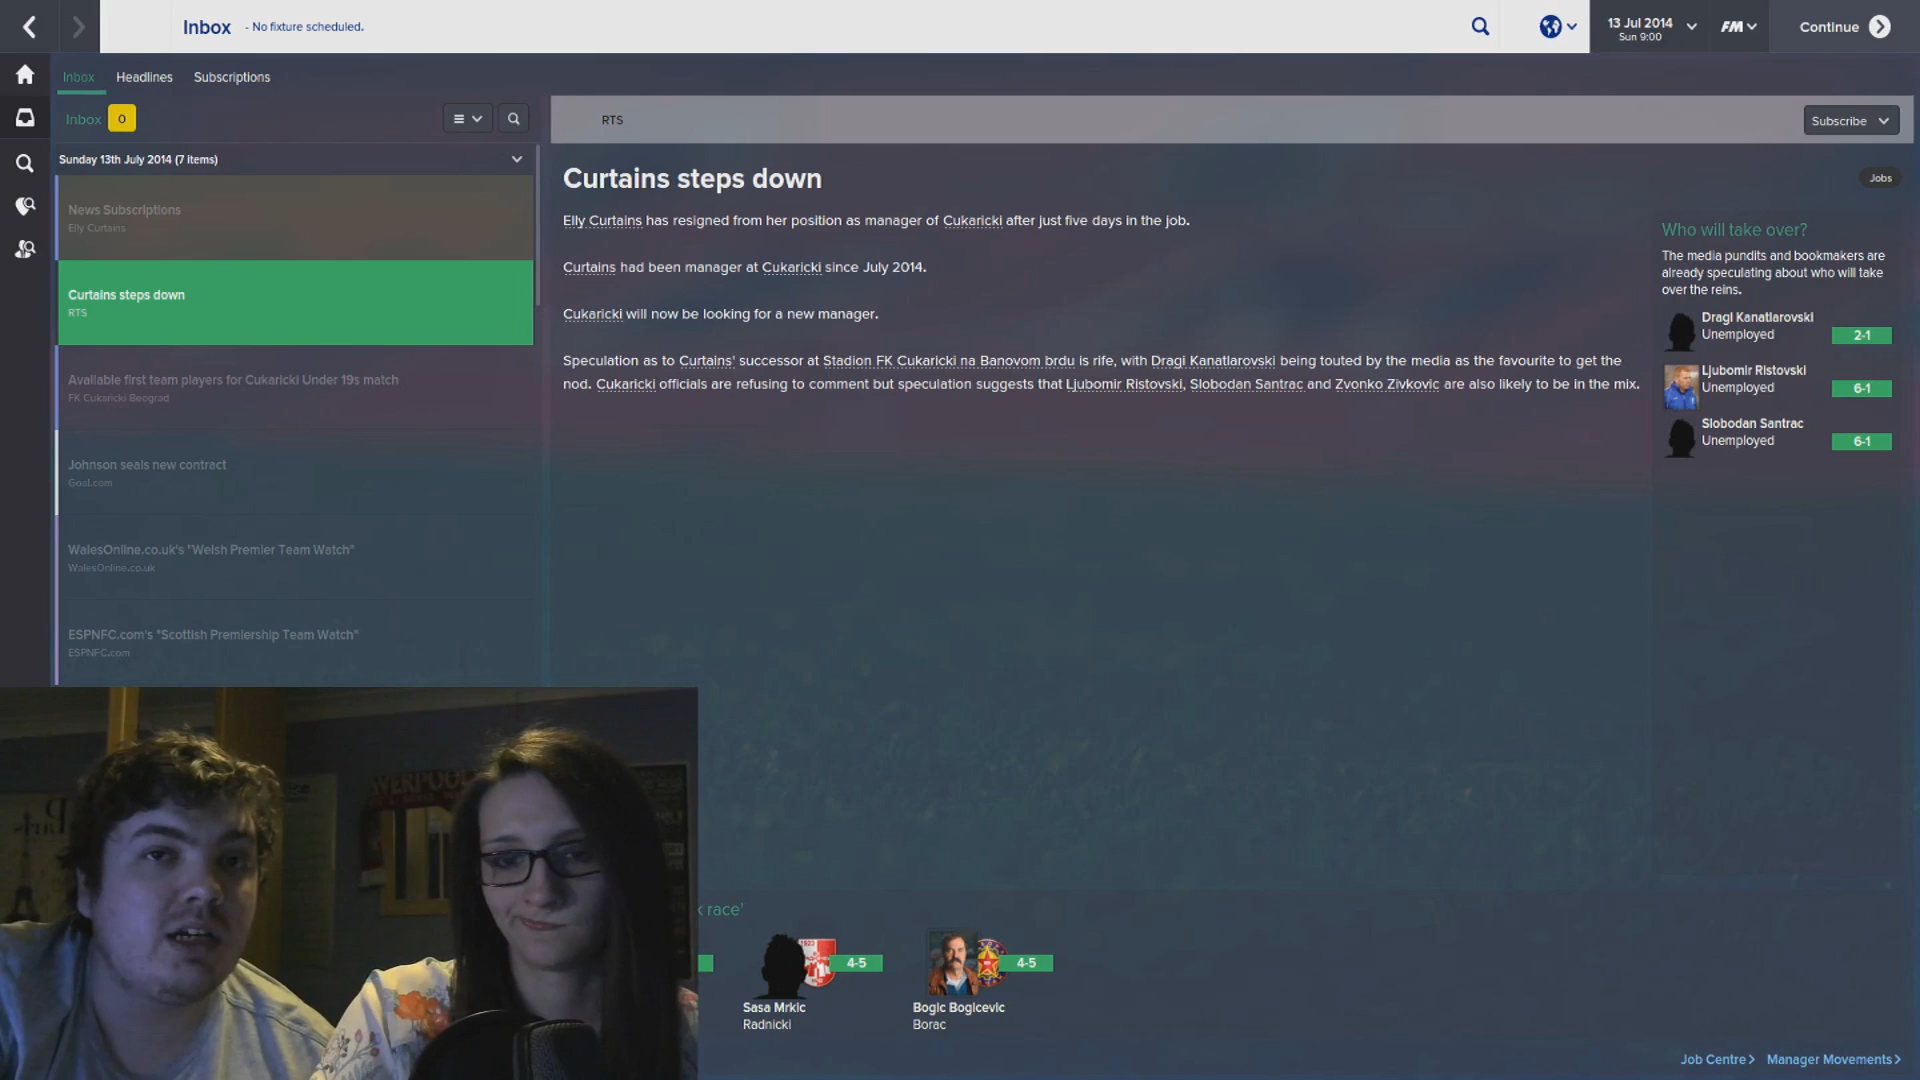 Inbox - No fixture scheduled.
13 Jul 2014
Sun 9:00
FM
Continue
Inbox Headlines Subscriptions
Inbox 0
RTS
Subscribe
Sunday 13th July 2014 (7 items)
News Subscriptions
Elly Curtains
Curtains steps down
RTS
Available first team players for Cukaricki Under 19s match
FK Cukaricki Beograd
Johnson seals new contract
Goal.com
WalesOnline.co.uk's "Welsh Premier Team Watch"
WalesOnline.co.uk
ESPNFC.com's "Scottish Premiership Team Watch"
ESPNFC.com
Curtains steps down
Jobs
Elly Curtains has resigned from her position as manager of Cukaricki after just five days in the job.
Curtains had been manager at Cukaricki since July 2014.
Cukaricki will now be looking for a new manager.
Speculation as to Curtains' successor at Stadion FK Cukaricki na Banovom brdu is rife, with Dragi Kanatlarovski being touted by the media as the favourite to get the
nod. Cukaricki officials are refusing to comment but speculation suggests that Ljubomir Ristovski, Slobodan Santrac and Zvonko Zivkovic are also likely to be in the mix.
Who will take over?
The media pundits and bookmakers are
already speculating about who will take
over the reins.
Dragi Kanatlarovski
Unemployed
2-1
Ljubomir Ristovski
Unemployed
6-1
Slobodan Santrac
Unemployed
6-1
race'
4-5
Sasa Mrkic
Radnicki
4-5
Bogic Bogicevic
Borac
Job Centre> Manager Movements>